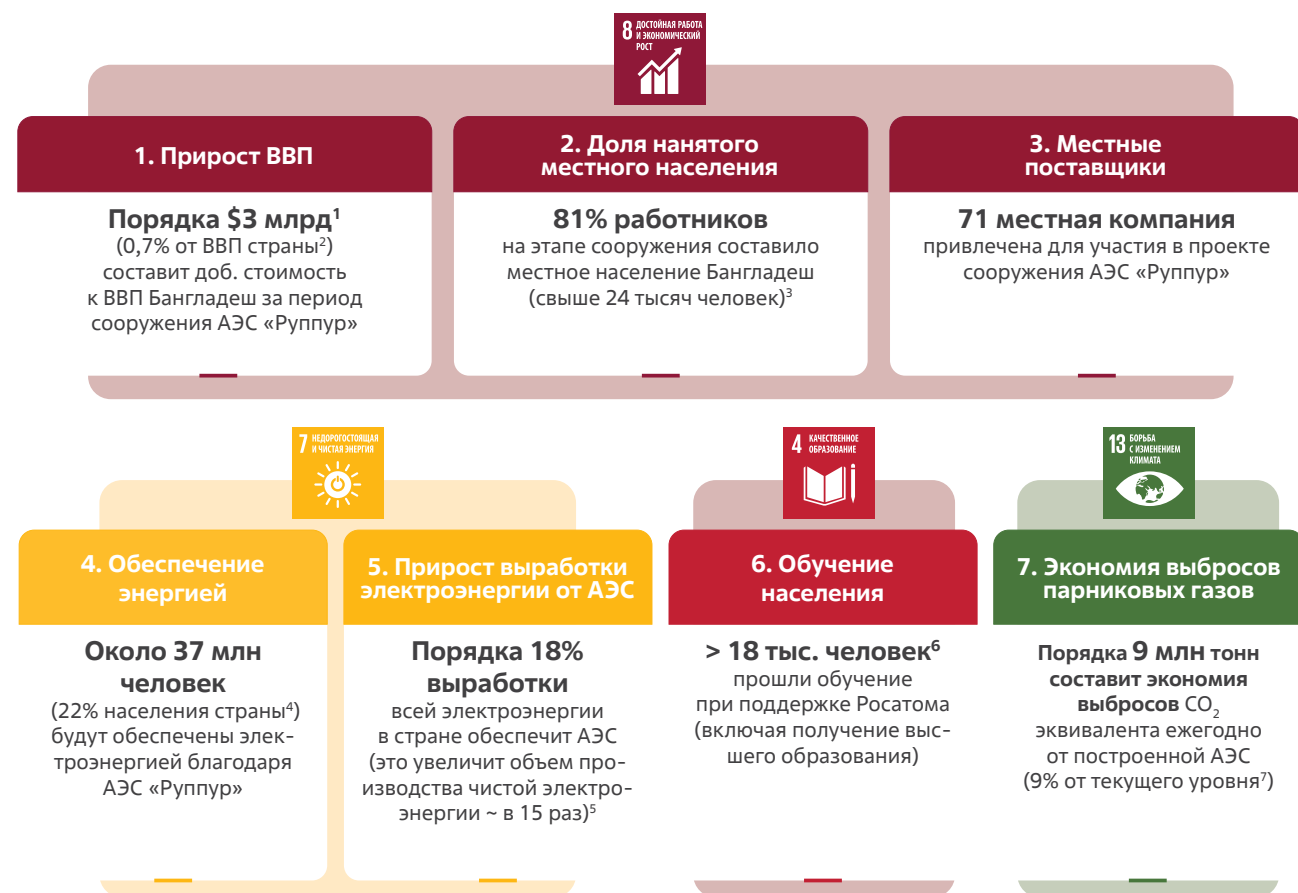 8 ДОСТОЙНАЯ РАБОТА
И ЭКОНОМИЧЕСКИЙ
РОСТ
1. Прирост ВВП
Порядка $3 млрд¹
(0,7% от ВВП страны²)
составит доб. стоимость
к ВВП Бангладеш за период
сооружения АЭС «Руппур»
2. Доля нанятого
местного населения
81% работников
на этапе сооружения составило
местное население Бангладеш
(свыше 24 тысяч человек)³
3. Местные
поставщики
71 местная компания
привлечена для участия в проекте
сооружения АЭС «Руппур»
7 НЕДОРОГОСТОЯЩАЯ
И ЧИСТАЯ ЭНЕРГИЯ
4. Обеспечение
энергией
Около 37 млн
человек
(22% населения страны⁴)
будут обеспечены элек-
троэнергией благодаря
АЭС «Руппур»
5. Прирост выработки
электроэнергии от АЭС
Порядка 18%
выработки
всей электроэнергии
в стране обеспечит АЭС
(это увеличит объем про-
изводства чистой электро-
энергии ~ в 15 раз)⁵
4 КАЧЕСТВЕННОЕ
ОБРАЗОВАНИЕ
6. Обучение
населения
> 18 тыс. человек⁶
прошли обучение
при поддержке Росатома
(включая получение выс-
шего образования)
13 БОРЬБА
С ИЗМЕНЕНИЕМ
КЛИМАТА
7. Экономия выбросов
парниковых газов
Порядка 9 млн тонн
составит экономия
выбросов CO₂
эквивалента ежегодно
от построенной АЭС
(9% от текущего уровня⁷)